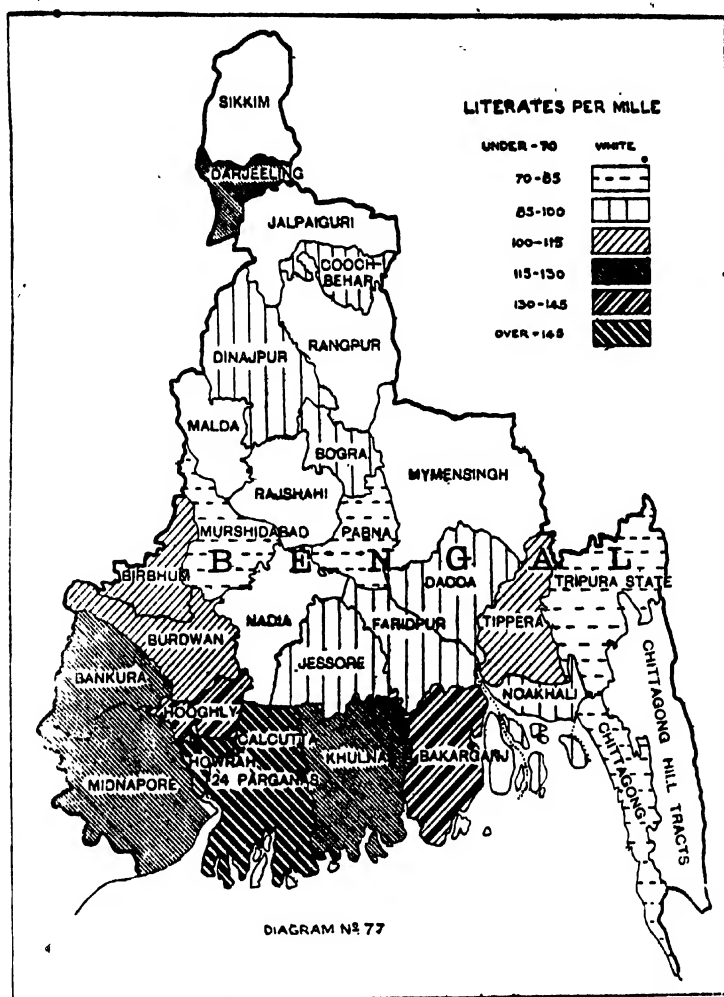 SIKKIM
LITERATES PER MILLE
UNDER-70 WHITE
DARJEELING
70-85
85-100
JALPAIGURI
100-115
COOCH
BEHAR
115-130
130-145
RANGPUR
OVER-145
DINAJPUR
MALDA
BOGRA
MYMENSINGH
RAJSHAHI
MURSHIDABAD
PABNA
BENGAL
BIRBHUM
DACCA
TRIPURA STATE
NADIA
FARIDPUR
TIPPERA
BURDWAN
JESSORE
BANKURA
NOAKHALI
CHITTAGONG HILL TRACTS
HOOGHLY
CALCUTTA
HOWRAH
KHULNA
BAKARGANJ
CHITTAGONG
MIDNAPORE
24 PARGANAS
DIAGRAM Nº 77